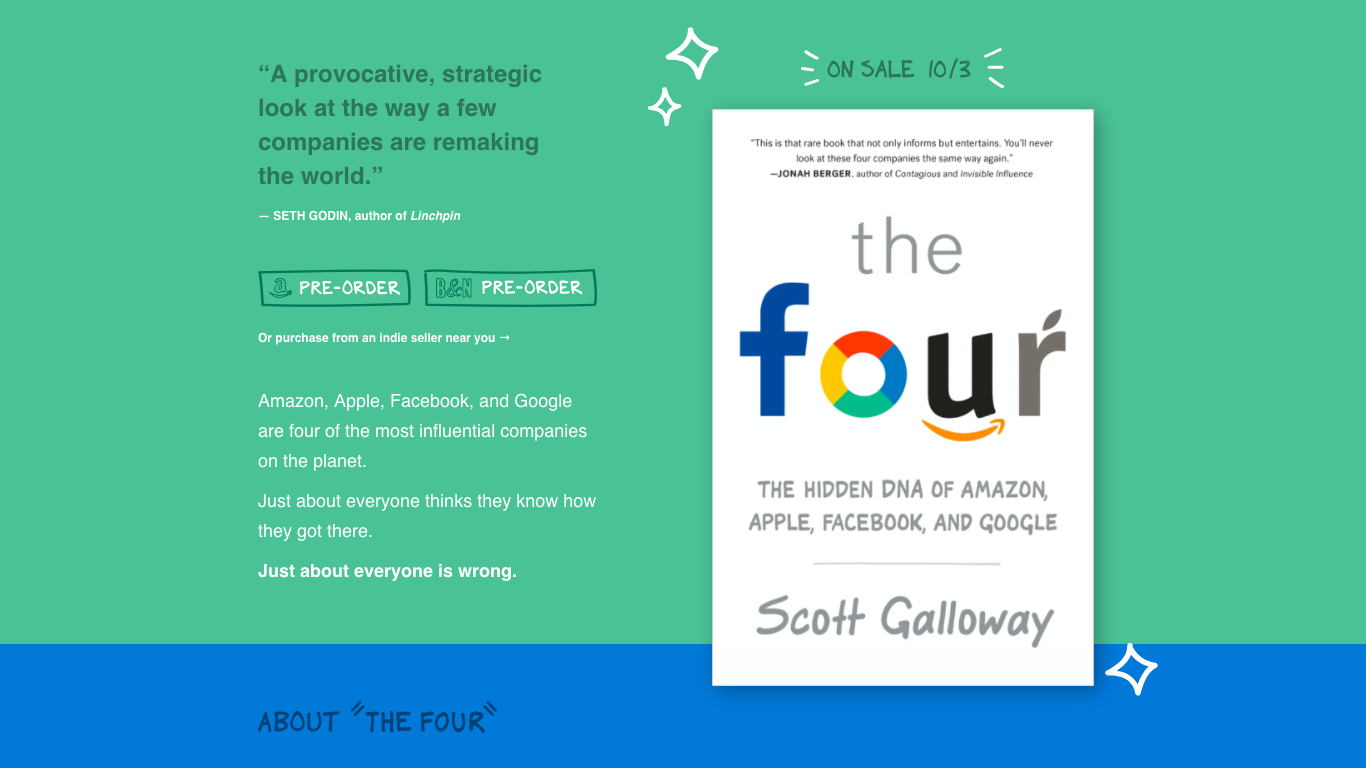 “A provocative, strategic
look at the way a few
companies are remaking
the world.”
— SETH GODIN, author of Linchpin
a PRE-ORDER
B&N PRE-ORDER
Or purchase from an indie seller near you →
Amazon, Apple, Facebook, and Google
are four of the most influential companies
on the planet.
Just about everyone thinks they know how
they got there.
Just about everyone is wrong.
ON SALE 10/3
"This is that rare book that not only informs but entertains. You'll never
look at these four companies the same way again."
—JONAH BERGER, author of Contagious and Invisible Influence
the
four
THE HIDDEN DNA OF AMAZON,
APPLE, FACEBOOK, AND GOOGLE
Scott Galloway
ABOUT "THE FOUR"